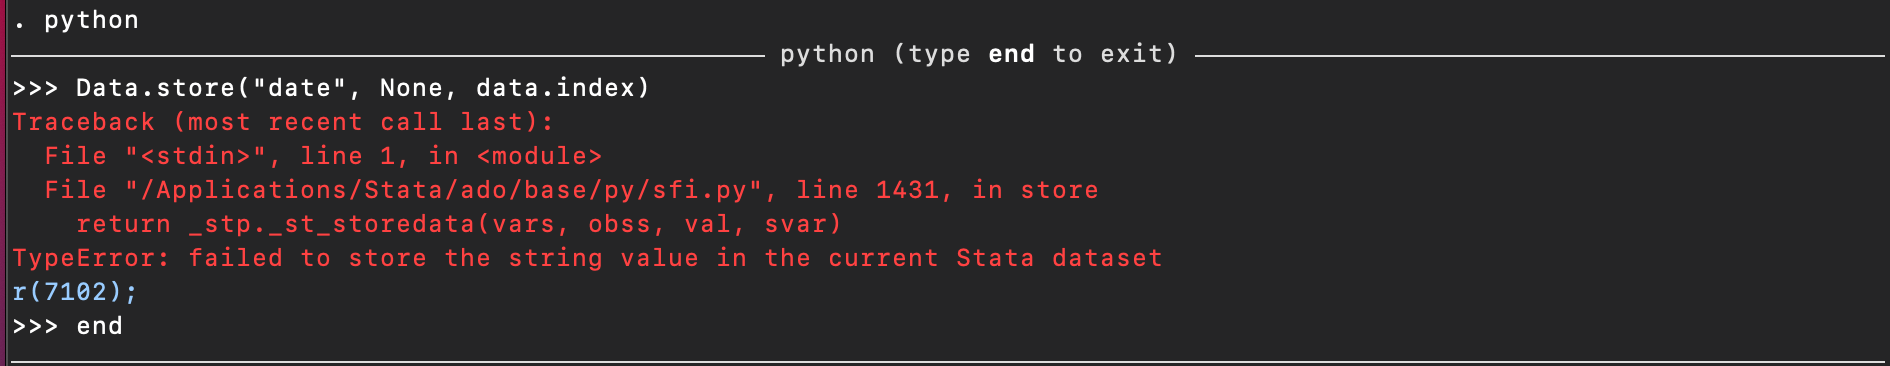 . python
python (type end to exit)
>>> Data.store("date", None, data.index)
Traceback (most recent call last):
  File "<stdin>", line 1, in <module>
  File "/Applications/Stata/ado/base/py/sfi.py", line 1431, in store
    return _stp._st_storedata(vars, obss, val, svar)
TypeError: failed to store the string value in the current Stata dataset
r(7102);
>>> end